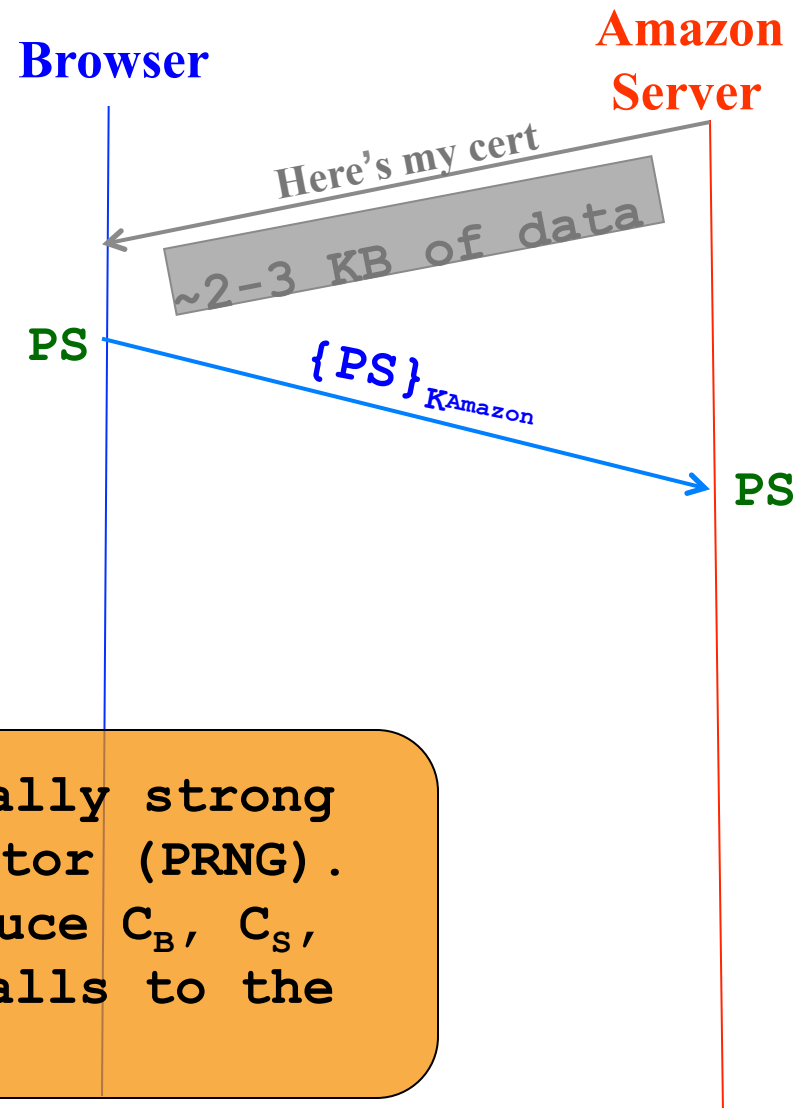 Browser
Amazon
Server
Here’s my cert
~2-3 KB of data
PS
{PS}KAmazon
PS
ally strong
tor (PRNG).
uce CB, CS,
alls to the